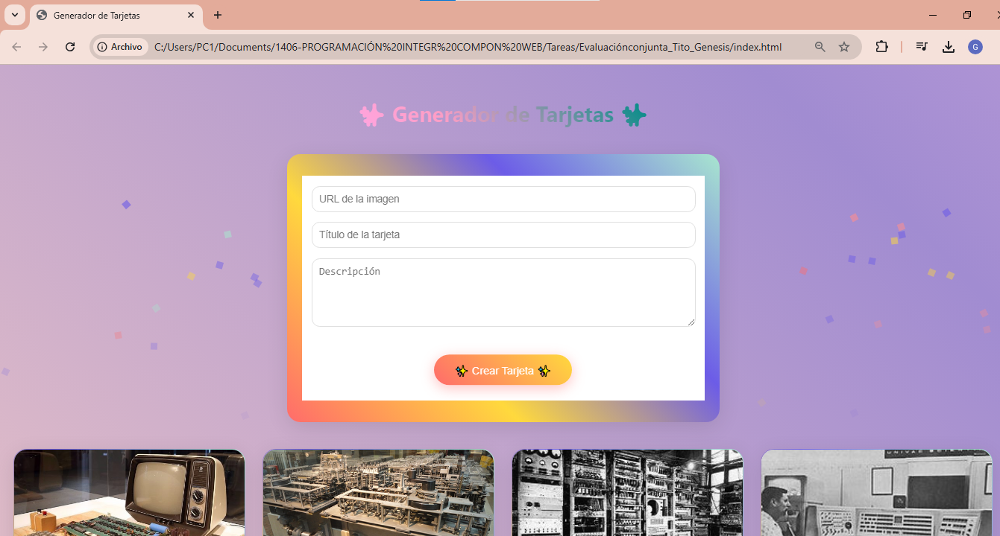 Generador de Tarjetas
Archivo
C:/Users/PC1/Documents/1406-PROGRAMACIÓN%20INTEGR%20COMPON%20WEB/Tareas/Evaluaciónconjunta_Tito_Genesis/index.html
G
Generador de Tarjetas
URL de la imagen
Título de la tarjeta
Descripción
✨ Crear Tarjeta ✨